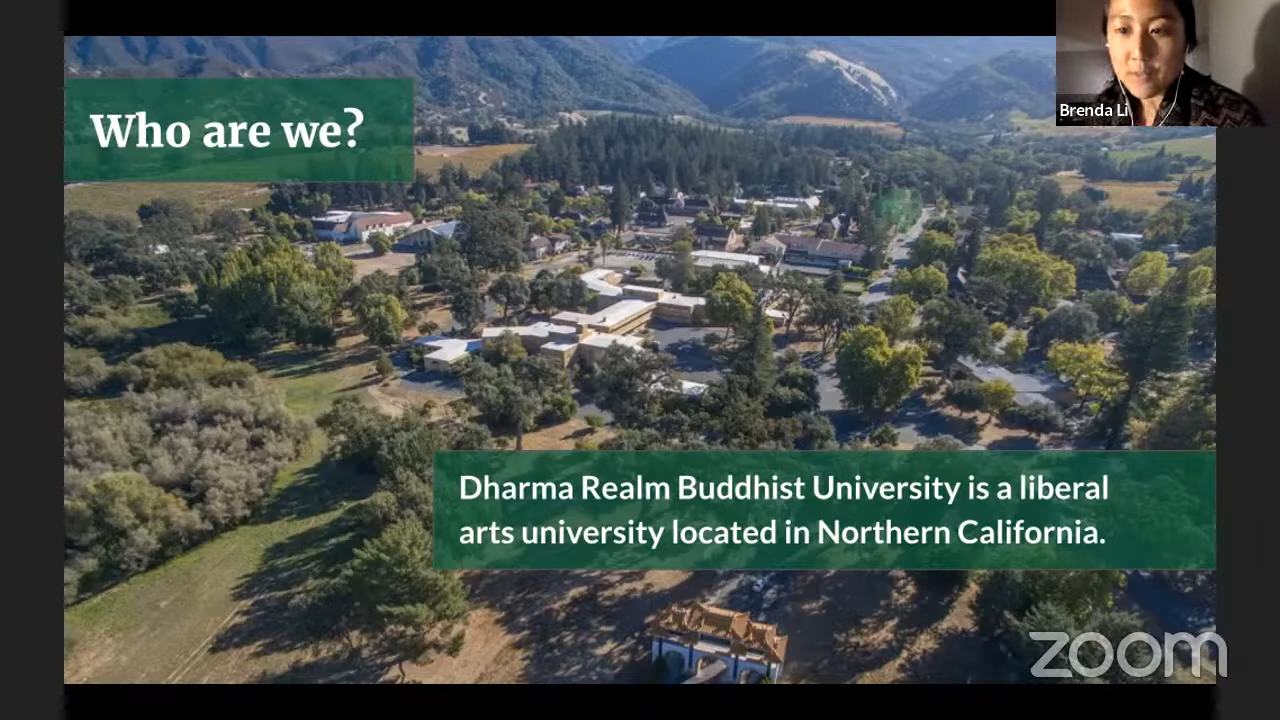 Who are we?
Brenda Li
Dharma Realm Buddhist University is a liberal
arts university located in Northern California.
zoom